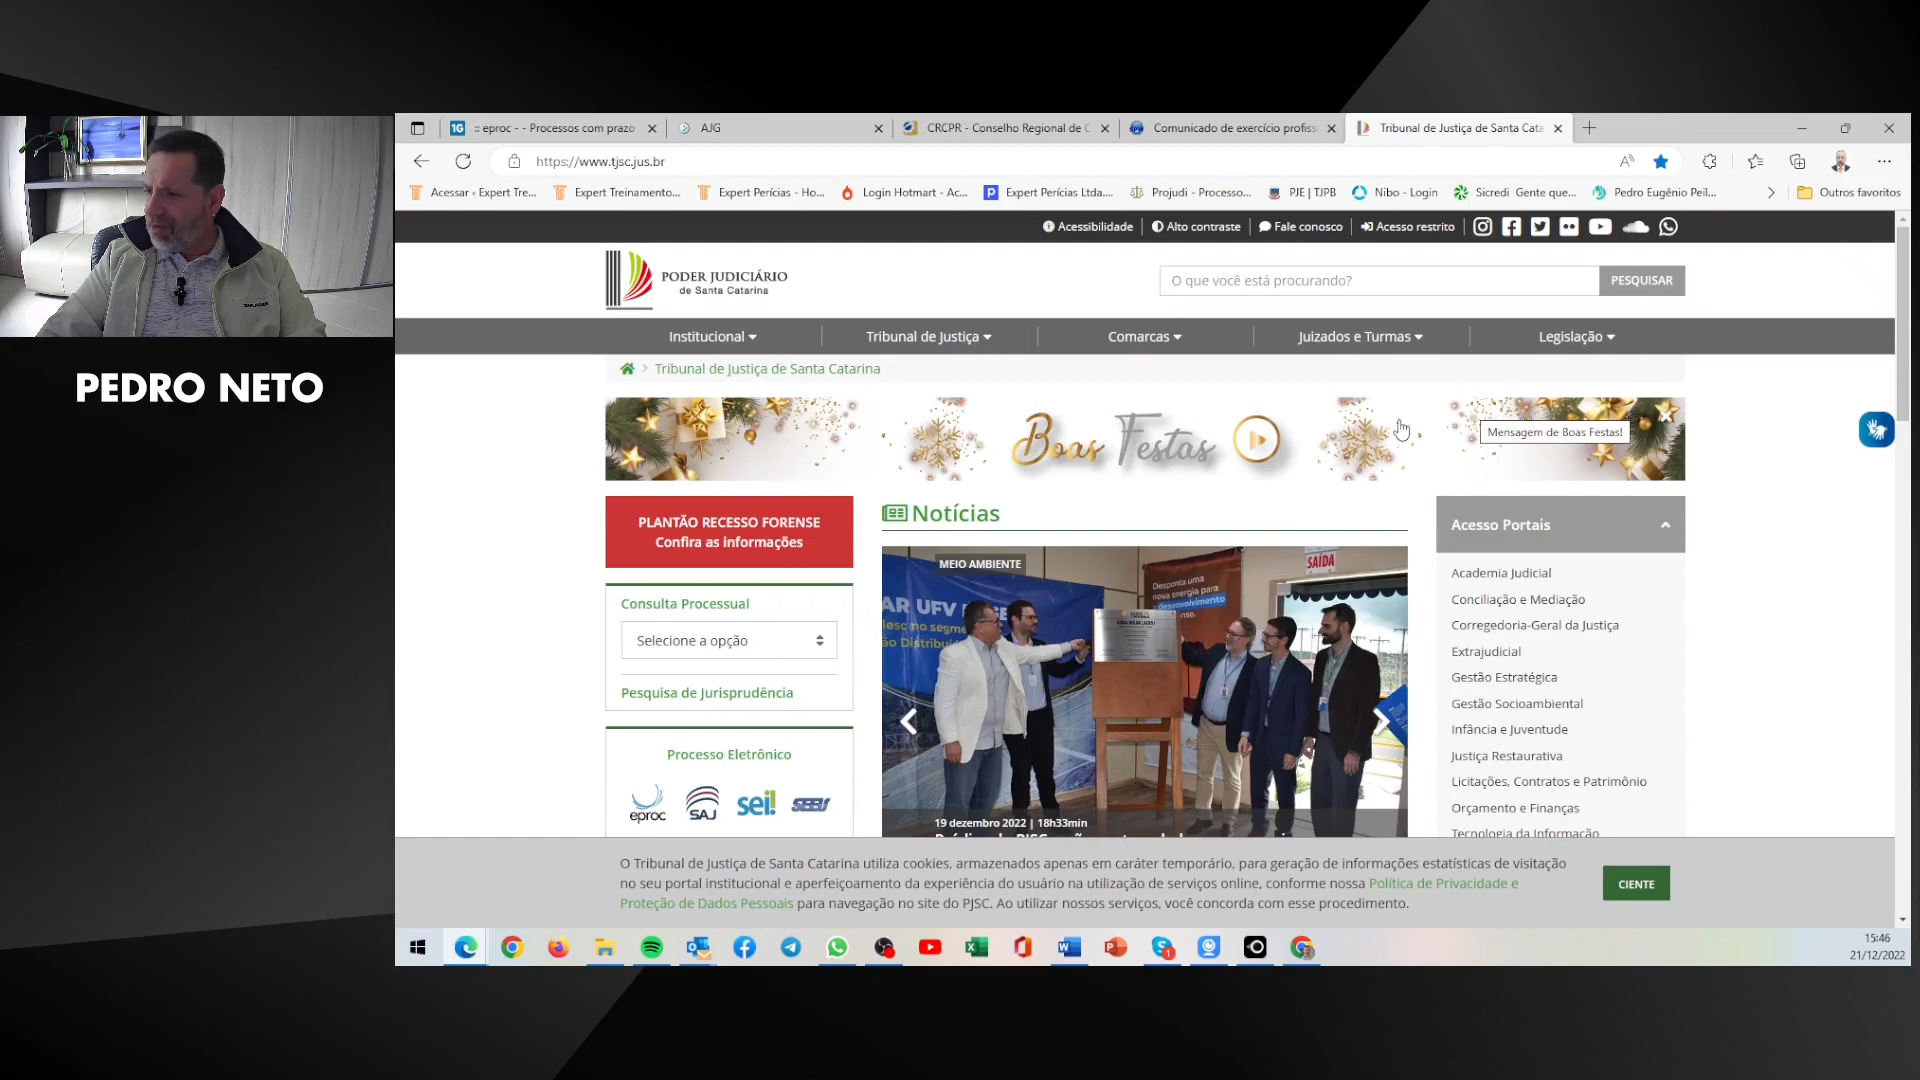 :: eproc - - Processos com prazo
AJG
CRCPR - Conselho Regional de C
Comunicado de exercício profiss
Tribunal de Justiça de Santa Cata
https://www.tjsc.jus.br
Acessar ‹ Expert Tre...
Expert Treinamento...
Expert Perícias - Ho...
Login Hotmart - Ac...
Expert Perícias Ltda....
Projudi - Processo...
PJE | TJPB
Nibo - Login
Sicredi Gente que...
Pedro Eugênio Peil...
Outros favoritos
Acessibilidade
Alto contraste
Fale conosco
Acesso restrito
PODER JUDICIÁRIO
de Santa Catarina
O que você está procurando?
PESQUISAR
Institucional
Tribunal de Justiça
Comarcas
Juizados e Turmas
Legislação
Tribunal de Justiça de Santa Catarina
PEDRO NETO
Boas Festas
Mensagem de Boas Festas!
PLANTÃO RECESSO FORENSE
Confira as informações
Consulta Processual
Selecione a opção
Pesquisa de Jurisprudência
Processo Eletrônico
eproc
SAJ
sei!
SEEU
Notícias
MEIO AMBIENTE
SAÍDA
Desponta uma
nova energia para
o desenvolvimento
19 dezembro 2022 | 18h33min
Acesso Portais
Academia Judicial
Conciliação e Mediação
Corregedoria-Geral da Justiça
Extrajudicial
Gestão Estratégica
Gestão Socioambiental
Infância e Juventude
Justiça Restaurativa
Licitações, Contratos e Patrimônio
Orçamento e Finanças
Tecnologia da Informação
O Tribunal de Justiça de Santa Catarina utiliza cookies, armazenados apenas em caráter temporário, para geração de informações estatísticas de visitação
no seu portal institucional e aperfeiçoamento da experiência do usuário na utilização de serviços online, conforme nossa Política de Privacidade e
Proteção de Dados Pessoais para navegação no site do PJSC. Ao utilizar nossos serviços, você concorda com esse procedimento.
CIENTE
15:46
21/12/2022